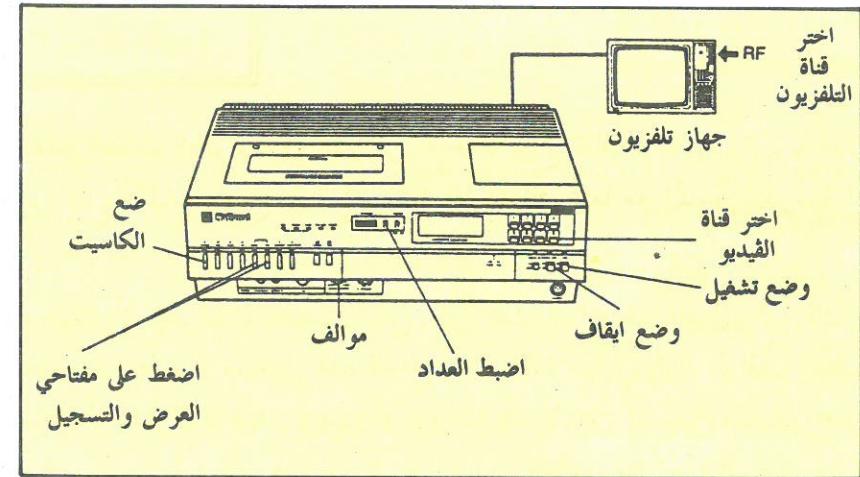 اختر
قناة
التلفزيون
RF
جهاز تلفزيون
ضع
الكاسيت
اختر قناة
الڤيديو
وضع تشغيل
وضع ايقاف
موالف
اضبط العداد
اضغط على مفتاحي
العرض والتسجيل